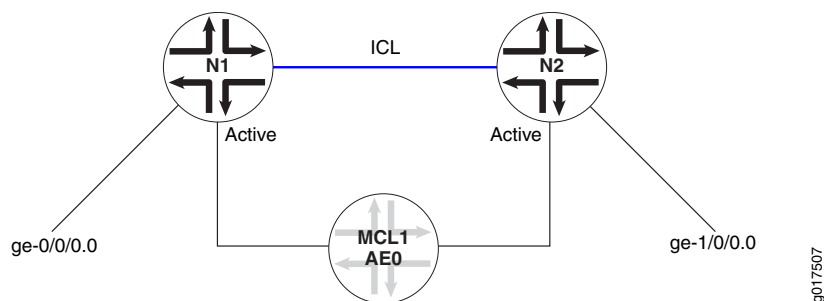 ICL
N1
N2
Active
Active
ge-0/0/0.0
MCL1
AE0
ge-1/0/0.0
g017507